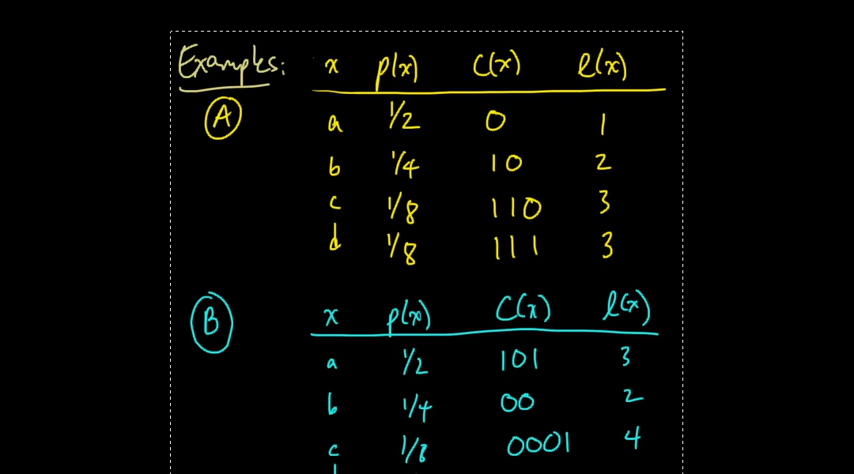 Examples: x p(x) C(x) l(x)
A a 1/2 0 1
b 1/4 10 2
c 1/8 110 3
d 1/8 111 3
B x p(x) C(x) l(x)
a 1/2 101 3
b 1/4 00 2
c 1/8 0001 4